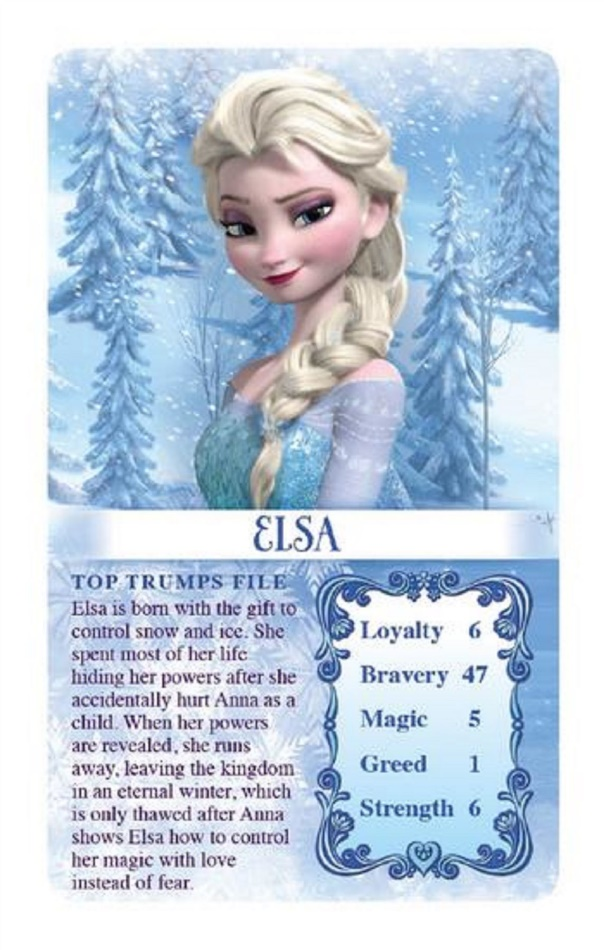 ELSA
TOP TRUMPS FILE
Elsa is born with the gift to
control snow and ice. She
spent most of her life
hiding her powers after she
accidentally hurt Anna as a
child. When her powers
are revealed, she runs
away, leaving the kingdom
in an eternal winter, which
is only thawed after Anna
shows Elsa how to control
her magic with love
instead of fear.
Loyalty 6
Bravery 47
Magic 5
Greed 1
Strength 6